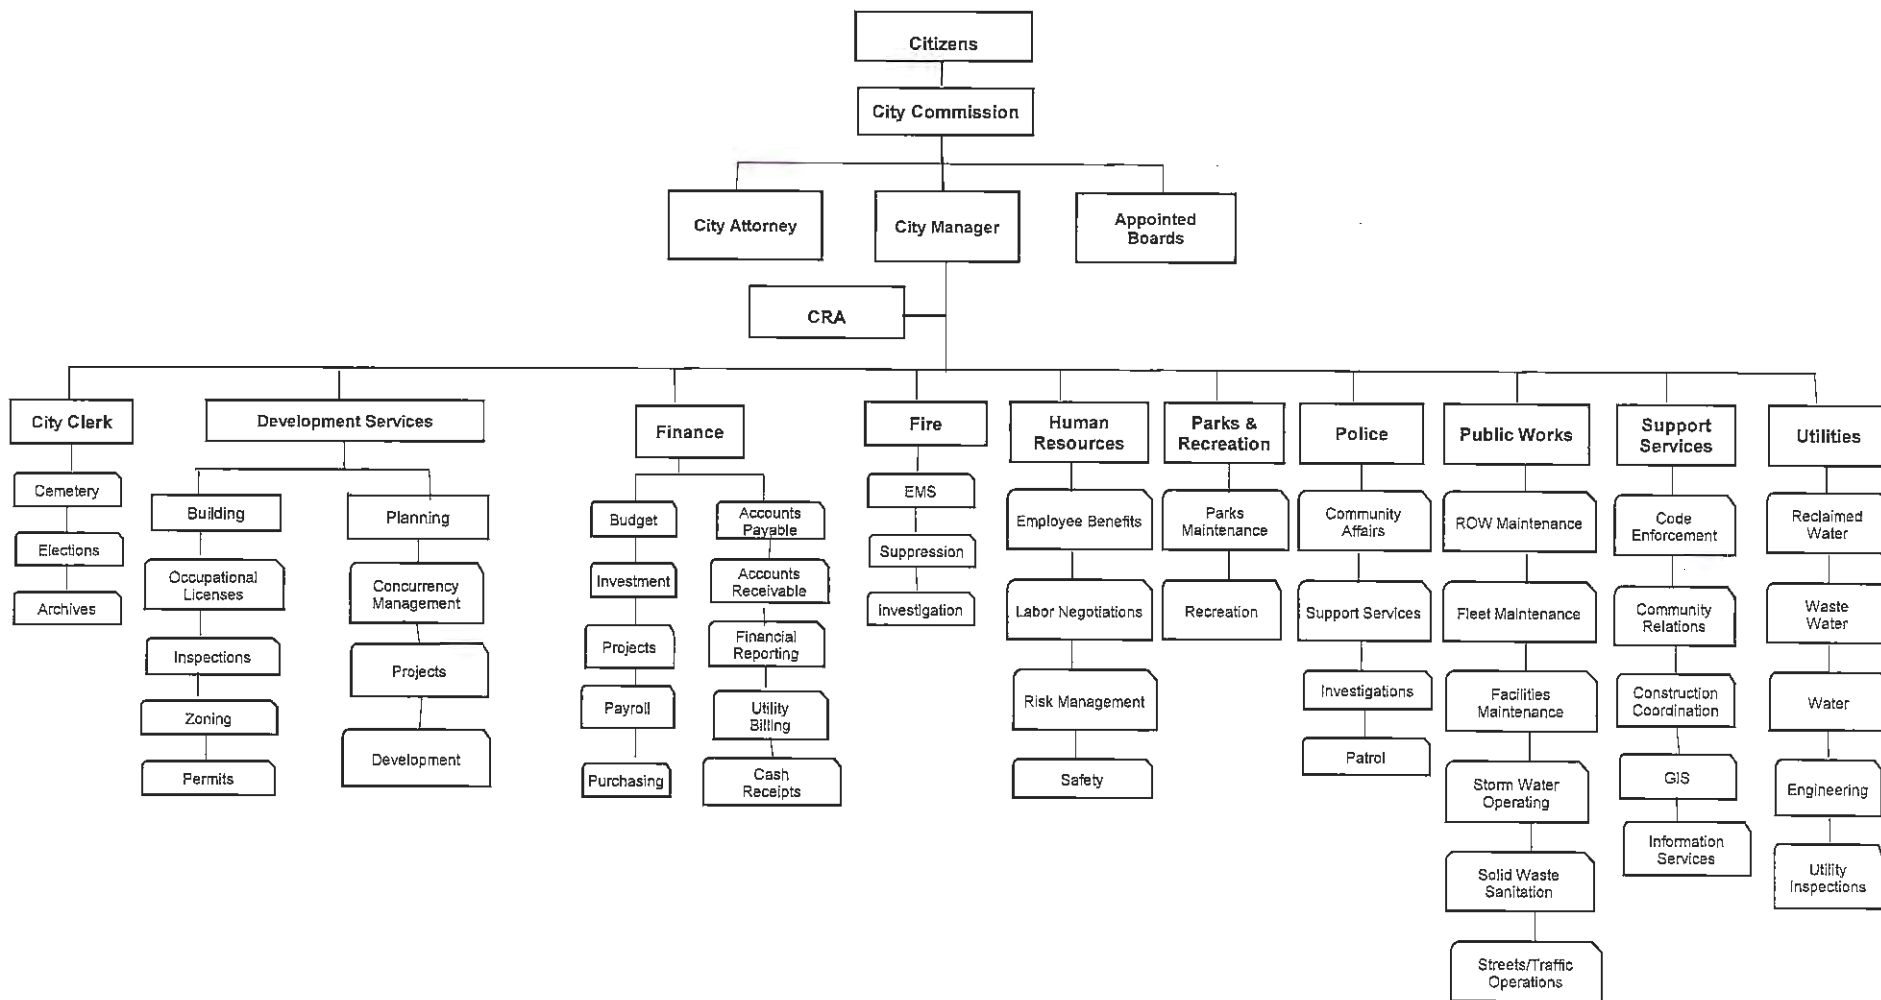 Citizens
City Commission
City Attorney
City Manager
Appointed
Boards
CRA
City Clerk
Cemetery
Elections
Archives
Development Services
Building
Occupational
Licenses
Inspections
Zoning
Permits
Planning
Concurrency
Management
Projects
Development
Finance
Budget
Investment
Projects
Payroll
Purchasing
Accounts
Payable
Accounts
Receivable
Financial
Reporting
Utility
Billing
Cash
Receipts
Fire
EMS
Suppression
Investigation
Human
Resources
Employee Benefits
Labor Negotiations
Risk Management
Safety
Parks &
Recreation
Parks
Maintenance
Recreation
Police
Community
Affairs
Support Services
Investigations
Patrol
Public Works
ROW Maintenance
Fleet Maintenance
Facilities
Maintenance
Storm Water
Operating
Solid Waste
Sanitation
Streets/Traffic
Operations
Support
Services
Code
Enforcement
Community
Relations
Construction
Coordination
GIS
Information
Services
Utilities
Reclaimed
Water
Waste
Water
Water
Engineering
Utility
Inspections